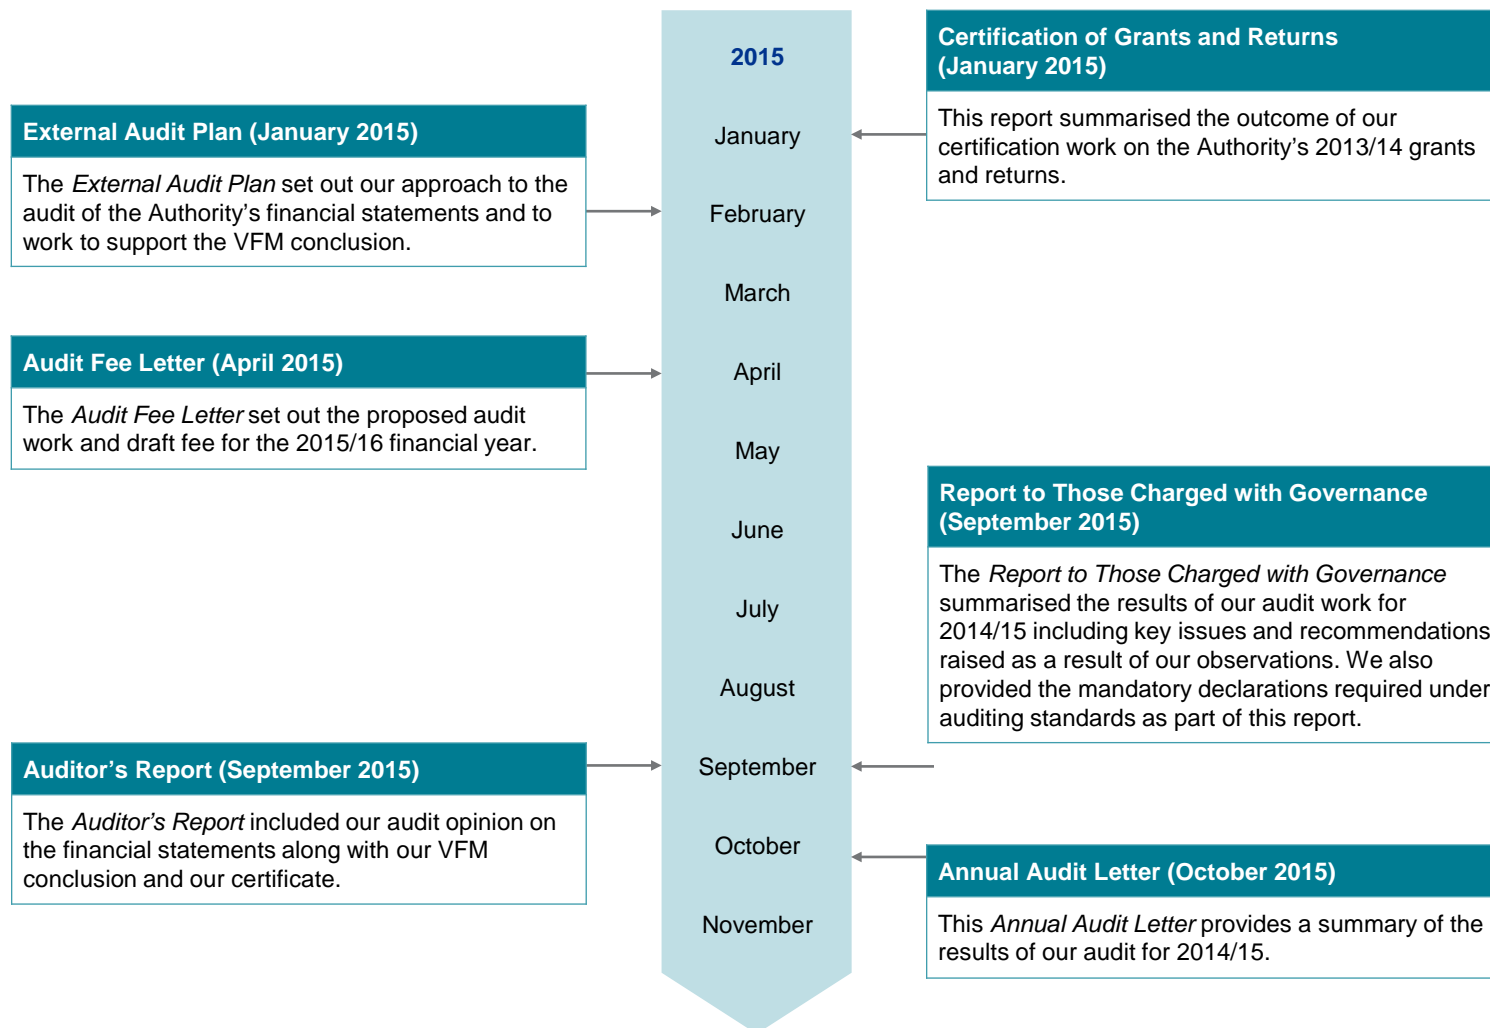 2015
January
February
March
April
May
June
July
August
September
October
November
External Audit Plan (January 2015)
The External Audit Plan set out our approach to the
audit of the Authority's financial statements and to
work to support the VFM conclusion.
Audit Fee Letter (April 2015)
The Audit Fee Letter set out the proposed audit
work and draft fee for the 2015/16 financial year.
Auditor's Report (September 2015)
The Auditor's Report included our audit opinion on
the financial statements along with our VFM
conclusion and our certificate.
Certification of Grants and Returns
(January 2015)
This report summarised the outcome of our
certification work on the Authority's 2013/14 grants
and returns.
Report to Those Charged with Governance
(September 2015)
The Report to Those Charged with Governance
summarised the results of our audit work for
2014/15 including key issues and recommendations
raised as a result of our observations. We also
provided the mandatory declarations required under
auditing standards as part of this report.
Annual Audit Letter (October 2015)
This Annual Audit Letter provides a summary of the
results of our audit for 2014/15.